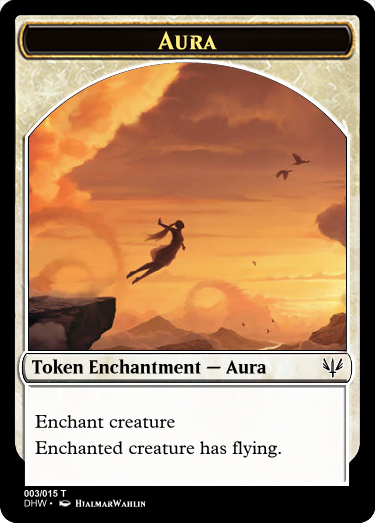 Aura
Token Enchantment — Aura
Enchant creature
Enchanted creature has flying.
003/015 T
DHW • HjalmarWahlin